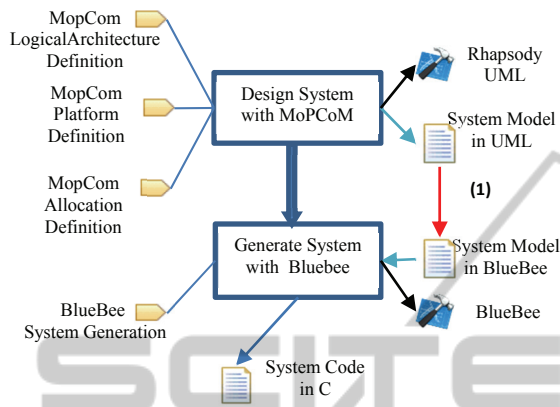 MopCom
LogicalArchitecture
Definition
MopCom
Platform
Definition
MopCom
Allocation
Definition
Design System
with MoPCoM
Rhapsody
UML
System Model
in UML
(1)
Generate System
with Bluebee
System Model
in BlueBee
BlueBee
System Generation
BlueBee
System Code
in C
SCITE